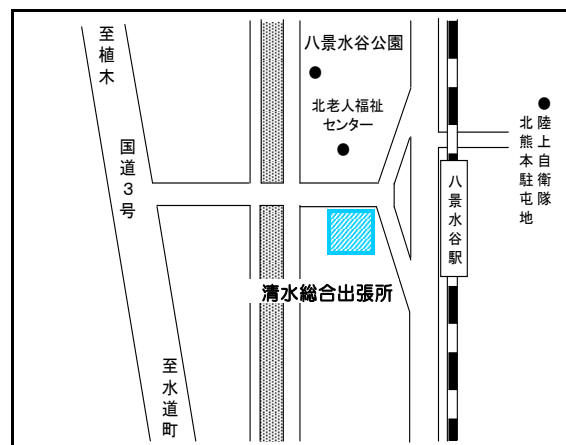 至植木
国道3号
至水道町
八景水谷公園
北老人福祉
センター
清水総合出張所
八景水谷駅
陸上自衛隊
北熊本駐屯地